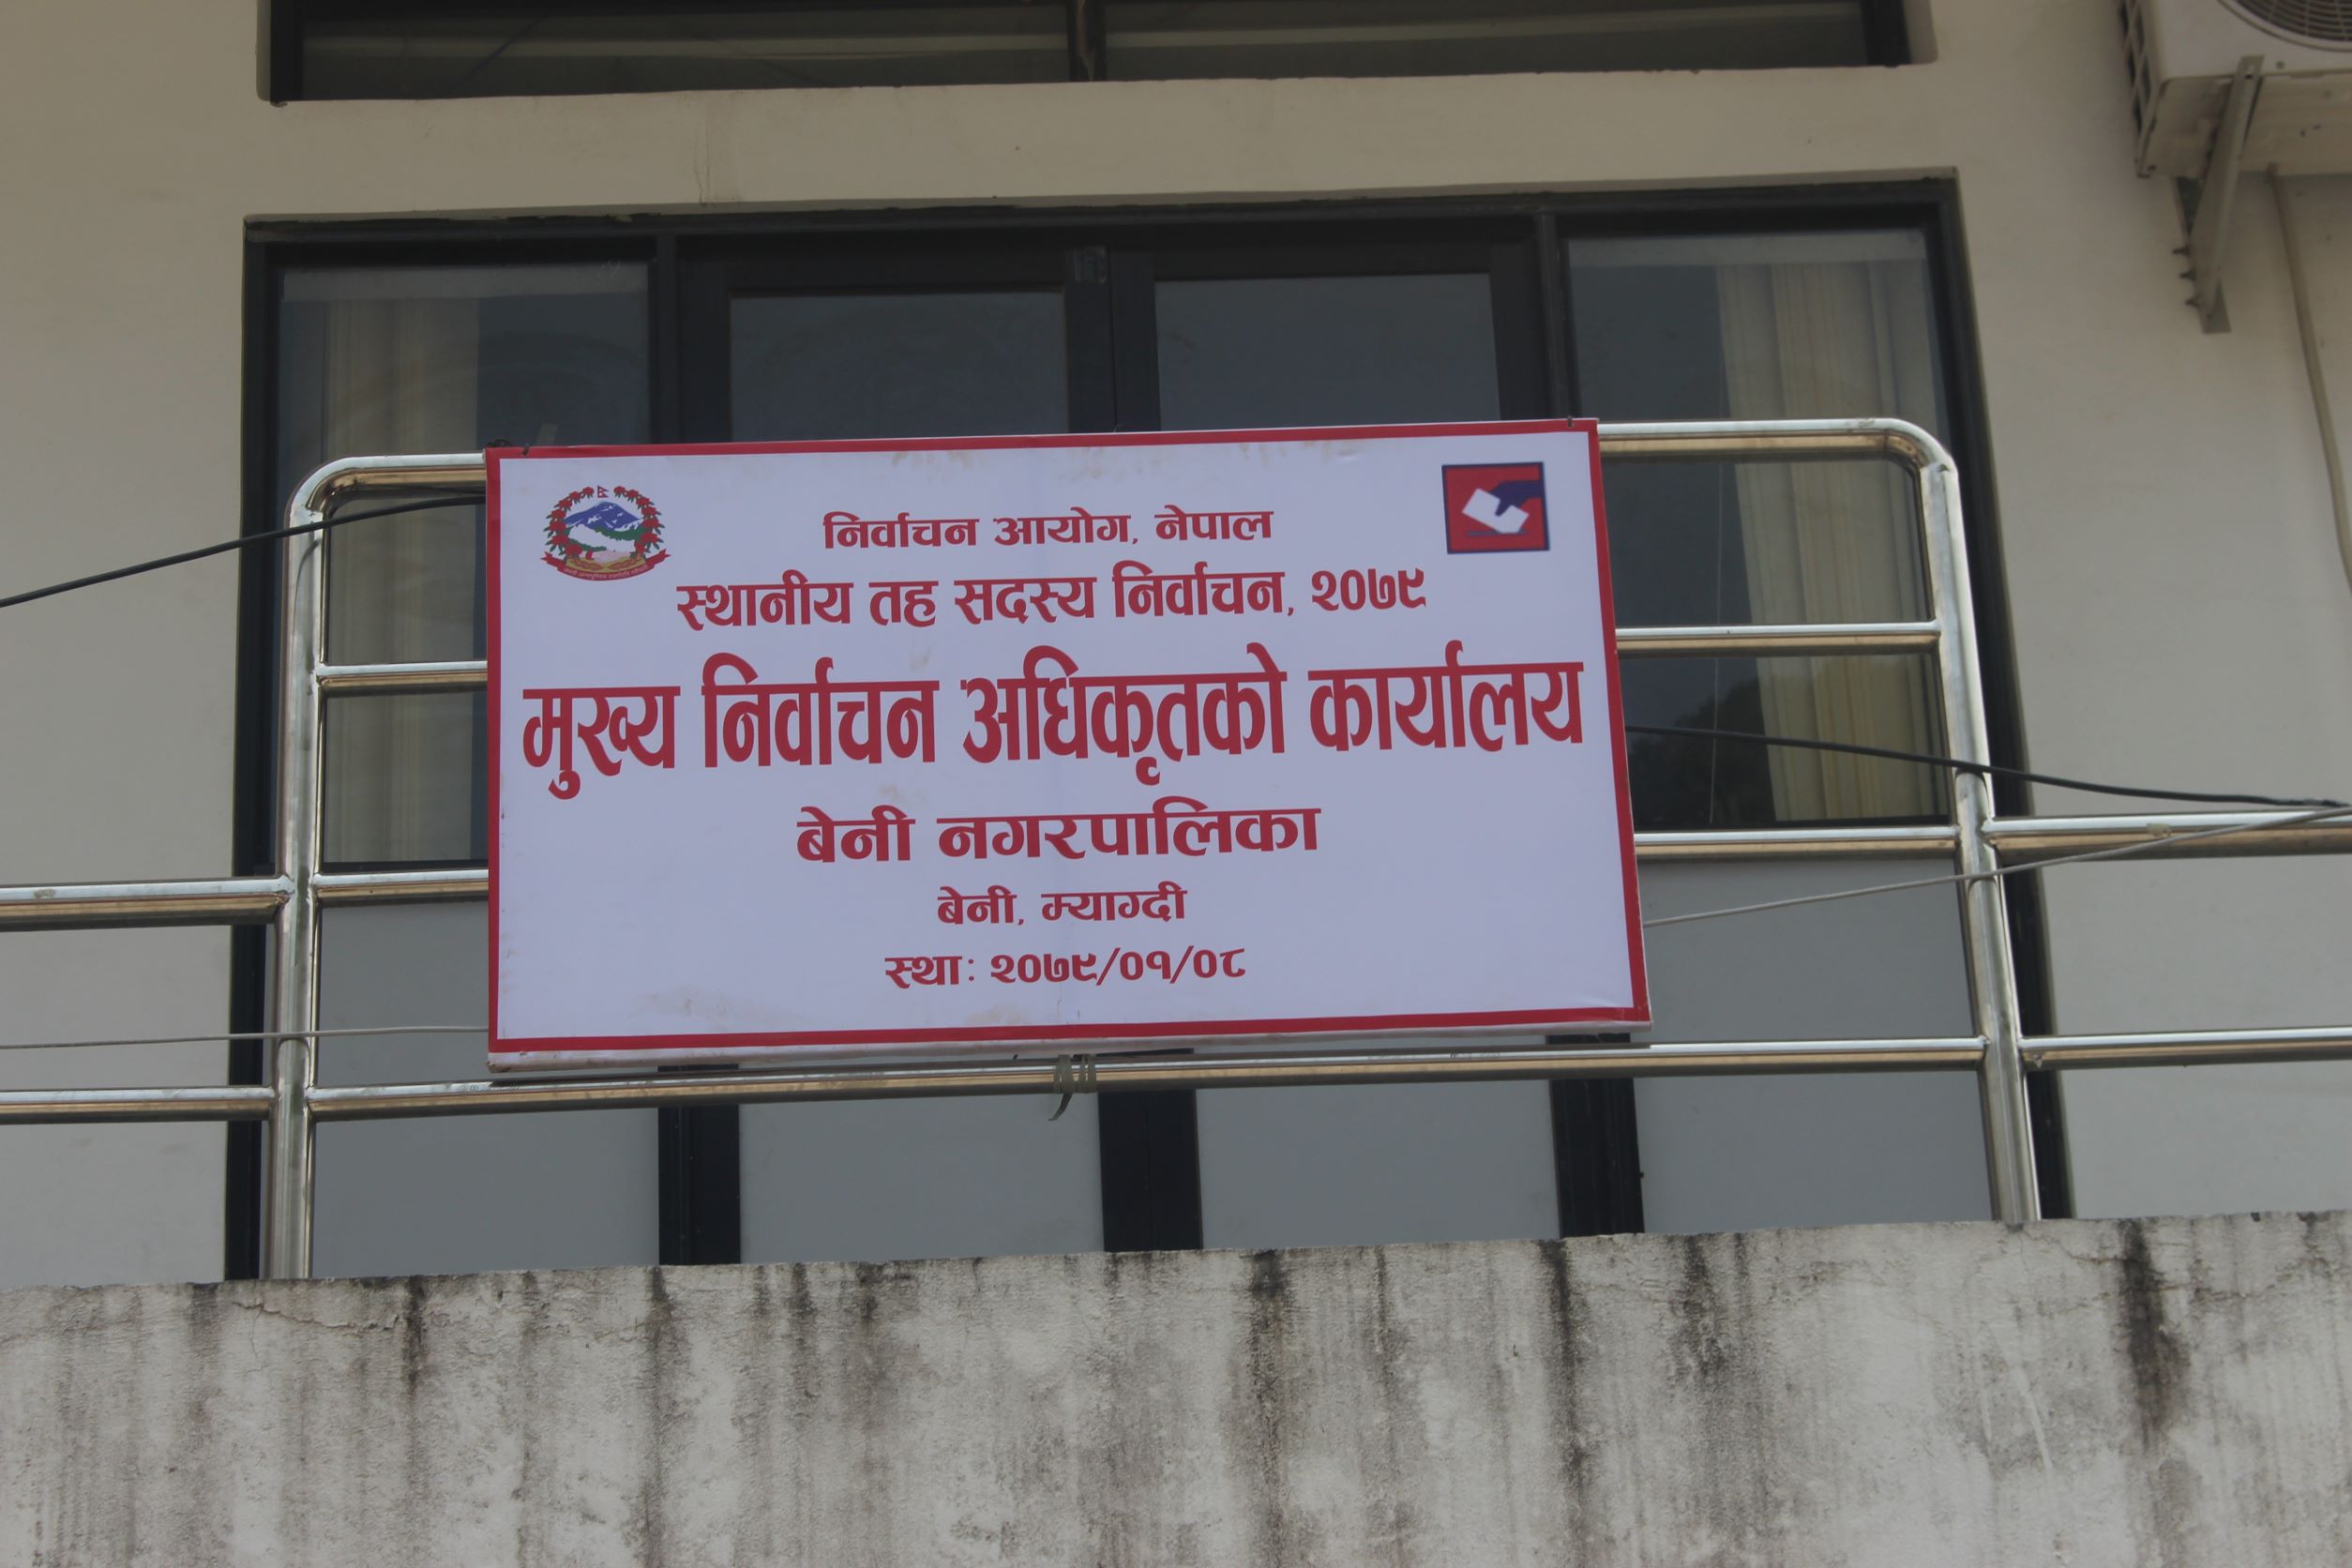 निर्वाचन आयोग, नेपाल
स्थानीय तह सदस्य निर्वाचन, २०७९
मुख्य निर्वाचन अधिकृतको कार्यालय
बेनी नगरपालिका
बेनी, म्याग्दी
स्था: २०७९/०१/०८